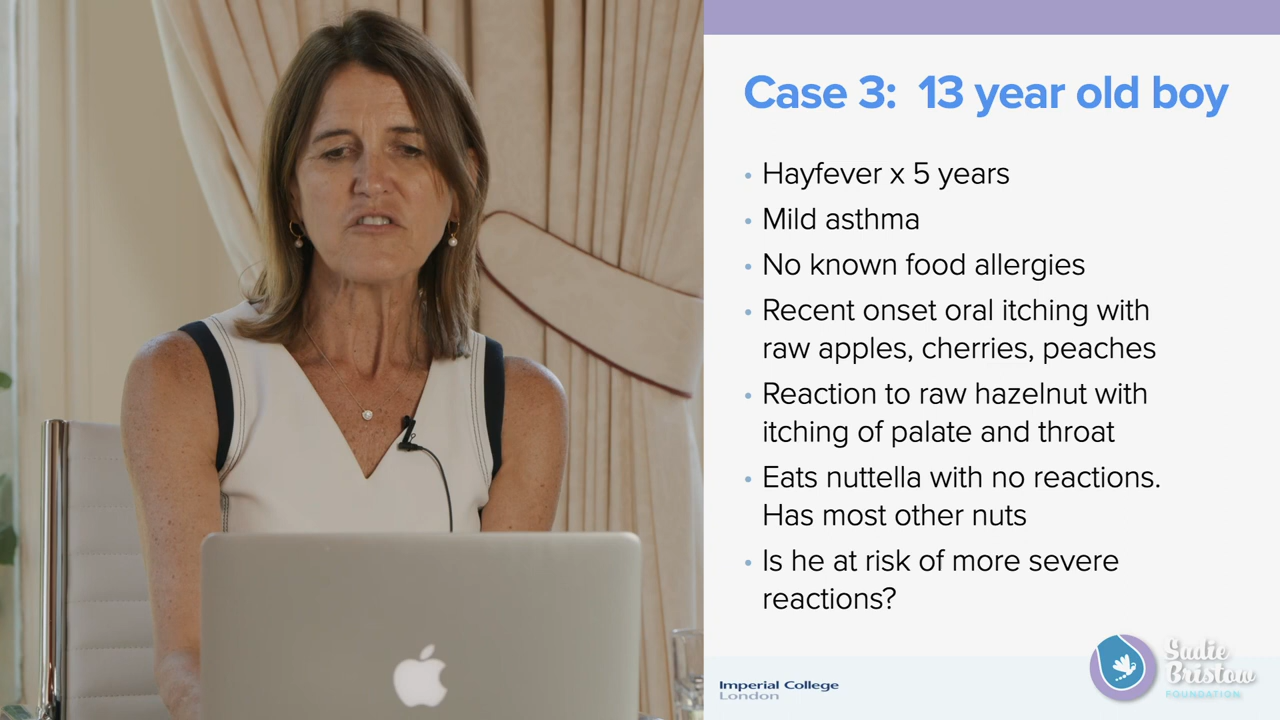 Case 3: 13 year old boy
• Hayfever x 5 years
• Mild asthma
• No known food allergies
• Recent onset oral itching with
raw apples, cherries, peaches
• Reaction to raw hazelnut with
itching of palate and throat
• Eats nuttella with no reactions.
Has most other nuts
• Is he at risk of more severe
reactions?
Imperial College
London
Sadie
Bristow
FOUNDATION